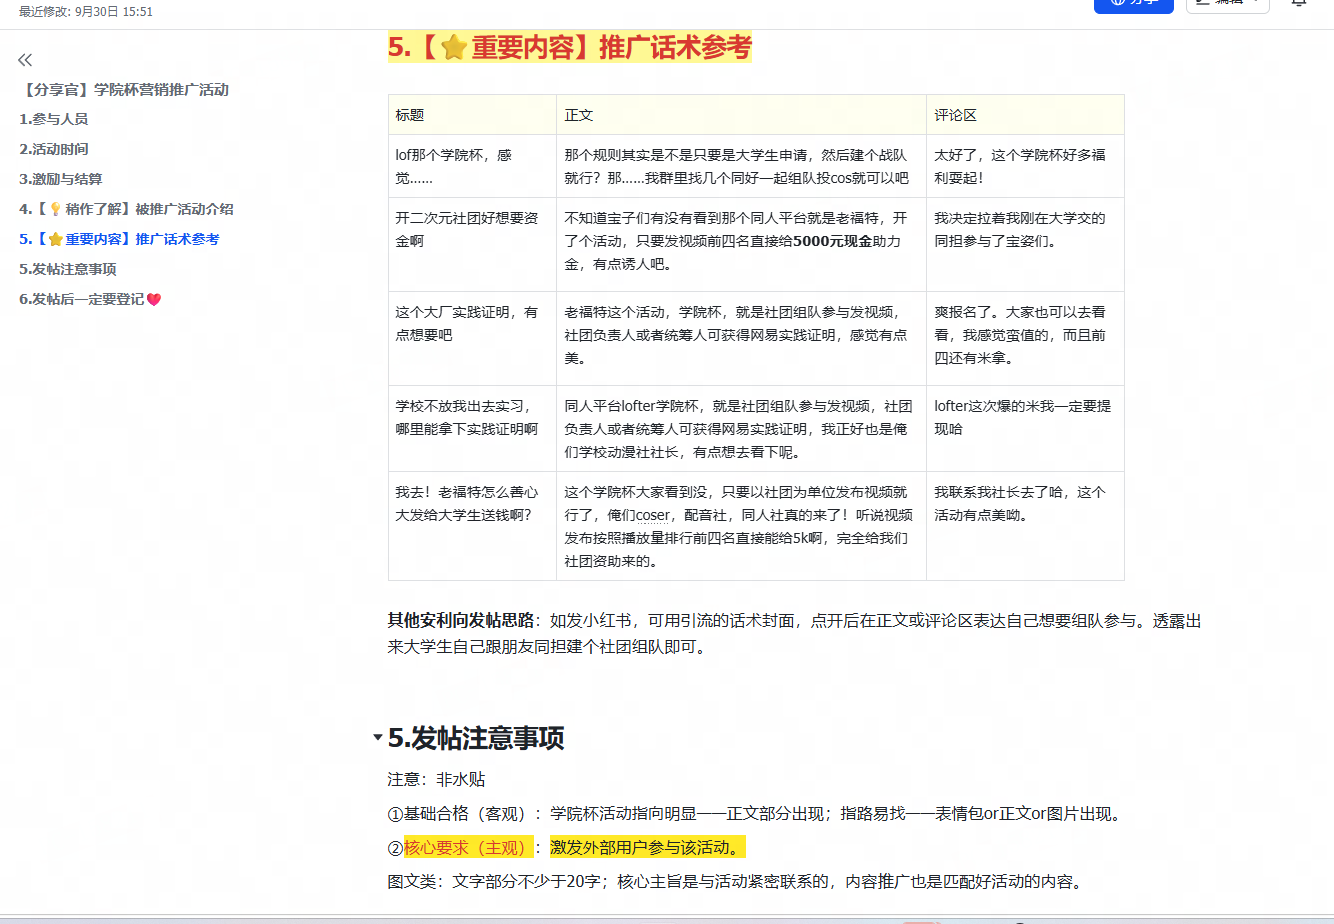 最近修改: 9月30日 15:51
分享
编辑
【分享官】学院杯营销推广活动
1.参与人员
2.活动时间
3.激励与结算
4.【💡稍作了解】被推广活动介绍
5.【⭐重要内容】推广话术参考
5.发帖注意事项
6.发帖后一定要登记❤️
5.【⭐重要内容】推广话术参考
标题
正文
评论区
lof那个学院杯，感
觉……
那个规则其实是不是只要是大学生申请，然后建个战队
就行？那……我群里找几个同好一起组队投cos就可以吧
太好了，这个学院杯好多福
利耍起！
开二次元社团好想要资
金啊
不知道宝子们有没有看到那个同人平台就是老福特，开
了个活动，只要发视频前四名直接给5000元现金助力
金，有点诱人吧。
我决定拉着我刚在大学交的
同担参与了宝姿们。
这个大厂实践证明，有
点想要吧
老福特这个活动，学院杯，就是社团组队参与发视频，
社团负责人或者统筹人可获得网易实践证明，感觉有点
美。
爽报名了。大家也可以去看
看，我感觉蛮值的，而且前
四还有米拿。
学校不放我出去实习，
哪里能拿下实践证明啊
同人平台lofter学院杯，就是社团组队参与发视频，社团
负责人或者统筹人可获得网易实践证明，我正好也是俺
们学校动漫社社长，有点想去看下呢。
lofter这次爆的米我一定要提
现哈
我去！老福特怎么善心
大发给大学生送钱啊？
这个学院杯大家看到没，只要以社团为单位发布视频就
行了，俺们coser，配音社，同人社真的来了！听说视频
发布按照播放量排行前四名直接能给5k啊，完全给我们
社团资助来的。
我联系我社长去了哈，这个
活动有点美呦。
其他安利向发帖思路：如发小红书，可用引流的话术封面，点开后在正文或评论区表达自己想要组队参与。透露出
来大学生自己跟朋友同担建个社团组队即可。
5.发帖注意事项
注意：非水贴
①基础合格（客观）：学院杯活动指向明显——正文部分出现；指路易找——表情包or正文or图片出现。
②核心要求（主观）：激发外部用户参与该活动。
图文类：文字部分不少于20字；核心主旨是与活动紧密联系的，内容推广也是匹配好活动的内容。